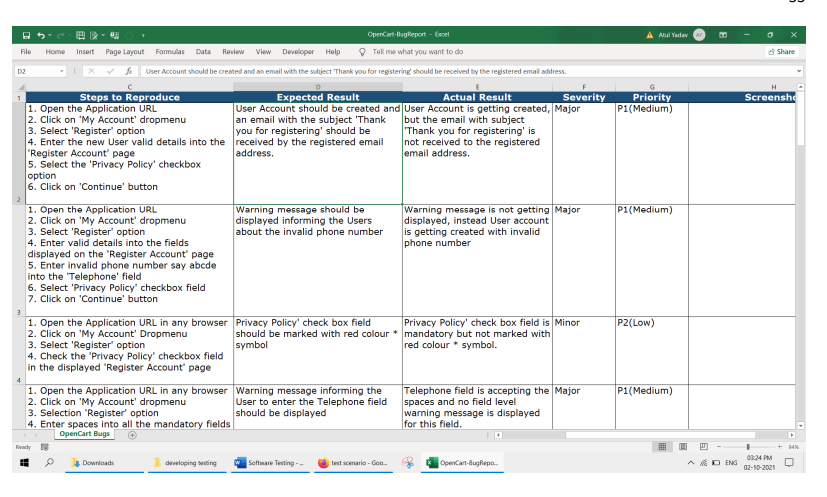 OpenCart-BugReport - Excel
Atul Yadav AY
File Home Insert Page Layout Formulas Data Review View Developer Help Tell me what you want to do Share
D2 fx User Account should be created and an email with the subject 'Thank you for registering' should be received by the registered email address.
C D E F G H
1 Steps to Reproduce Expected Result Actual Result Severity Priority
1. Open the Application URL
2. Click on 'My Account' dropmenu
3. Select 'Register' option
4. Enter the new User valid details into the
'Register Account' page
5. Select the 'Privacy Policy' checkbox
option
6. Click on 'Continue' button
User Account should be created and
an email with the subject 'Thank
you for registering' should be
received by the registered email
address.
User Account is getting created,
but the email with subject
'Thank you for registering' is
not received to the registered
email address.
Major
P1(Medium)
2
1. Open the Application URL
2. Click on 'My Account' dropmenu
3. Select 'Register' option
4. Enter valid details into the fields
displayed on the 'Register Account' page
5. Enter invalid phone number say abcde
into the 'Telephone' field
6. Select 'Privacy Policy' checkbox field
7. Click on 'Continue' button
Warning message should be
displayed informing the Users
about the invalid phone number
Warning message is not getting
displayed, instead User account
is getting created with invalid
phone number
Major
P1(Medium)
3
1. Open the Application URL in any browser
2. Click on 'My Account' Dropmenu
3. Select 'Register' option
4. Check the 'Privacy Policy' checkbox field
in the displayed 'Register Account' page
Privacy Policy' check box field
should be marked with red colour *
symbol
Privacy Policy' check box field is
mandatory but not marked with
red colour * symbol.
Minor
P2(Low)
4
1. Open the Application URL in any browser
2. Click on 'My Account' dropmenu
3. Selection 'Register' option
4. Enter spaces into all the mandatory fields
Warning message informing the
User to enter the Telephone field
should be displayed
Telephone field is accepting the
spaces and no field level
warning message is displayed
for this field.
Major
P1(Medium)
OpenCart Bugs
Ready 94%
Downloads developing testing Software Testing - ... test scenario - Goo... OpenCart-BugRepo...
ENG
03:24 PM
02-10-2021